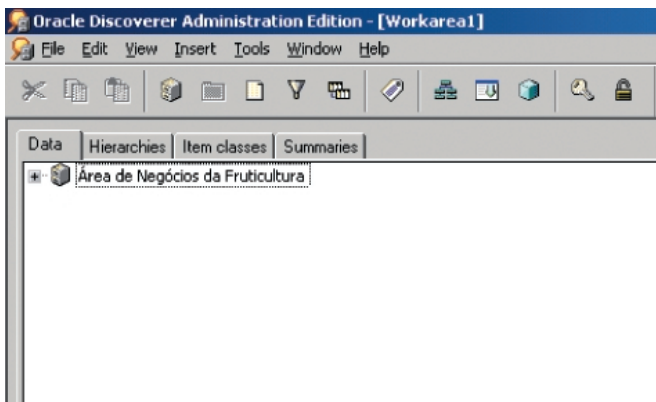 Oracle Discoverer Administration Edition - [Workarea1]
File Edit View Insert Tools Window Help
Data Hierarchies Item classes Summaries
Área de Negócios da Fruticultura